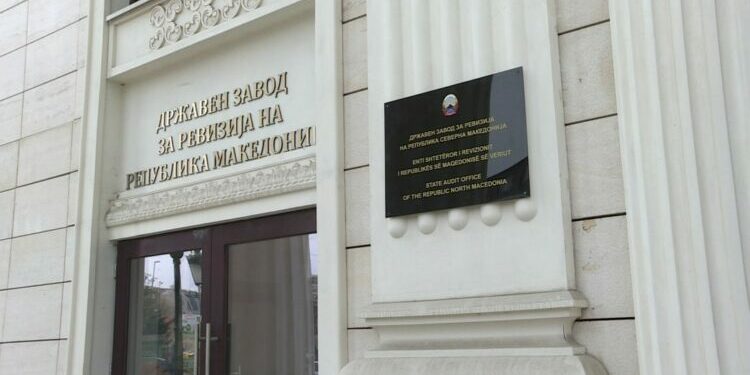 ДРЖАВЕН ЗАВОД
ЗА РЕВИЗИЈА НА
РЕПУБЛИКА МАКЕДОНИ
ДРЖАВЕН ЗАВОД ЗА РЕВИЗИЈА
НА РЕПУБЛИКА СЕВЕРНА МАКЕДОНИЈА
ENTI SHTETËROR I REVIZIONIT
I REPUBLIKËS SË MAQEDONISË SË VERIUT
STATE AUDIT OFFICE
OF THE REPUBLIC NORTH MACEDONIA